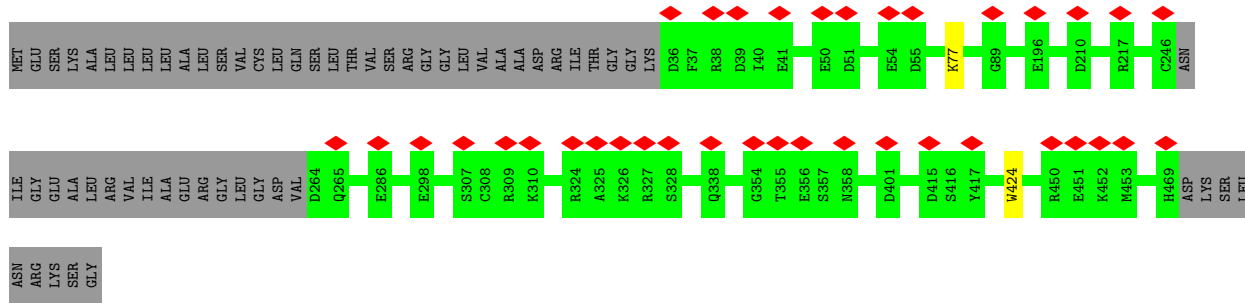 MET GLU SER LYS ALA LEU LEU LEU LEU ALA LEU SER VAL CYS LEU GLN SER LEU THR VAL SER ARG GLY GLY LEU VAL ALA ALA ASP ARG ILE THR GLY GLY LYS D36 F37 R38 D39 I40 E41 E50 D51 E54 D55 K77 G89 E196 D210 R217 C246 ASN
ILE GLY GLU ALA LEU ARG VAL ILE ALA GLU ARG GLY LEU GLY ASP VAL D264 Q265 E286 E298 S307 C308 R309 K310 R324 A325 K326 R327 S328 Q338 G354 T355 E356 S357 N358 D401 D415 S416 Y417 W424 R450 E451 K452 M453 H469 ASP LYS SER LEU
ASN ARG LYS SER GLY